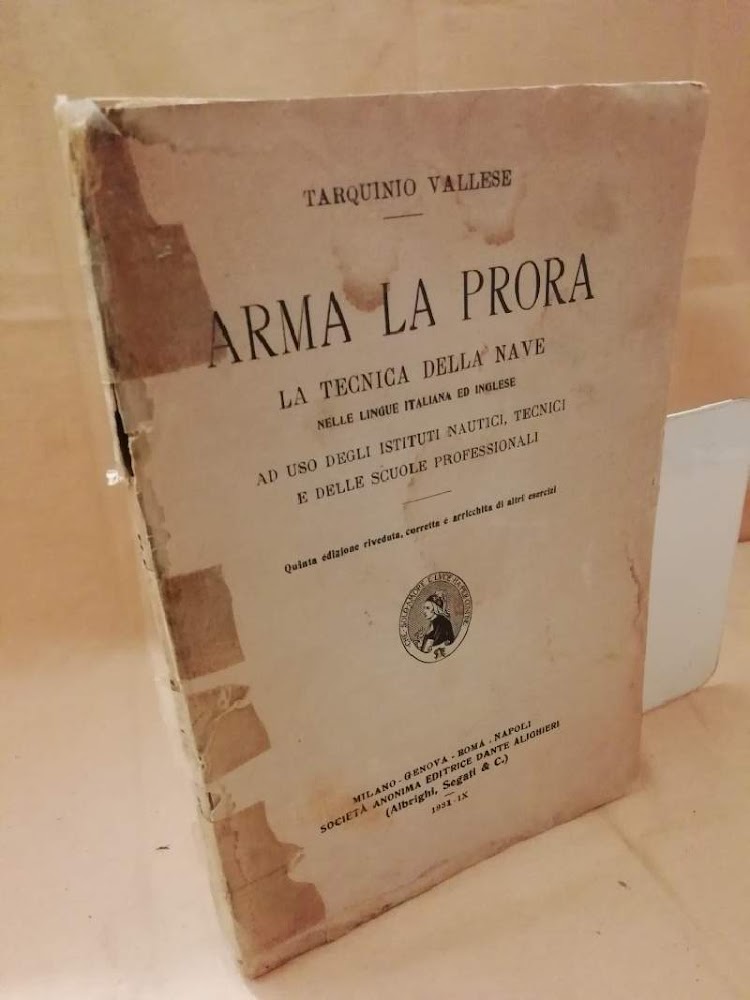 TARQUINIO VALLESE
ARMA LA PRORA
LA TECNICA DELLA NAVE
NELLE LINGUE ITALIANA ED INGLESE
AD USO DEGLI ISTITUTI NAUTICI, TECNICI
E DELLE SCUOLE PROFESSIONALI
Quinta edizione riveduta, corretta e arricchita di altri esercizi
MILANO - GENOVA - ROMA - NAPOLI
SOCIETÀ ANONIMA EDITRICE DANTE ALIGHIERI
(Albrighi, Segati & C.)
1931 - IX